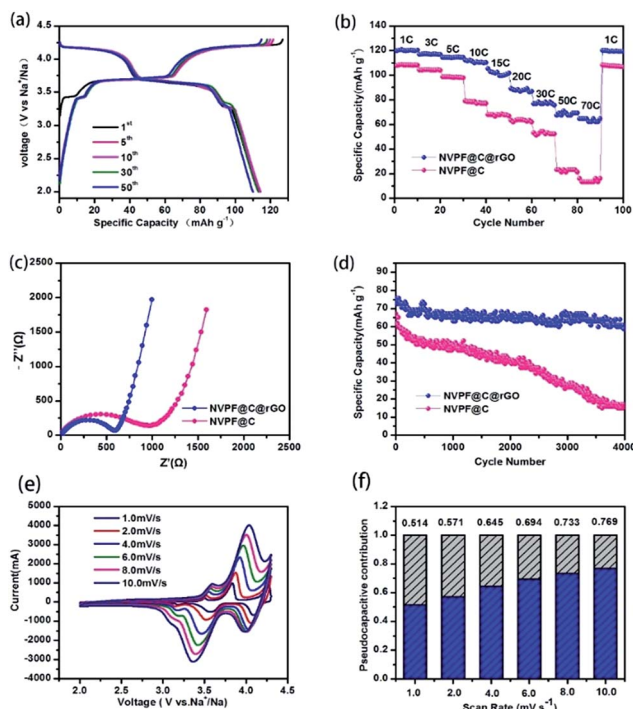 (a)
voltage (V vs Na⁺/Na)
4.0
3.5
3.0
2.5
2.0
1ˢᵗ
5ᵗʰ
10ᵗʰ
30ᵗʰ
50ᵗʰ
0 20 40 60 80 100 120
Specific Capacity (mAh g⁻¹)
(b)
Specific Capacity(mAh g⁻¹)
140
120
100
80
60
40
20
0
1C 3C 5C 10C 15C 20C 30C 50C 70C 1C
NVPF@C@rGO
NVPF@C
0 20 40 60 80 100
Cycle Number
(c)
- Z''(Ω)
2500
2000
1500
1000
500
0
NVPF@C@rGO
NVPF@C
0 500 1000 1500 2000 2500
Z'(Ω)
(d)
Specific Capacity(mAh g⁻¹)
90
80
70
60
50
40
30
20
10
0
NVPF@C@rGO
NVPF@C
0 1000 2000 3000 4000
Cycle Number
(e)
Current(mA)
5000
4000
3000
2000
1000
0
-1000
-2000
-3000
-4000
1.0mV/s
2.0mV/s
4.0mV/s
6.0mV/s
8.0mV/s
10.0mV/s
2.0 2.5 3.0 3.5 4.0 4.5
Voltage ( V vs.Na⁺/Na)
(f)
Pseudocapacitive contribution
1.2
1.0
0.8
0.6
0.4
0.2
0.0
0.514 0.571 0.645 0.694 0.733 0.769
1.0 2.0 4.0 6.0 8.0 10.0
Scan Rate (mV s⁻¹)